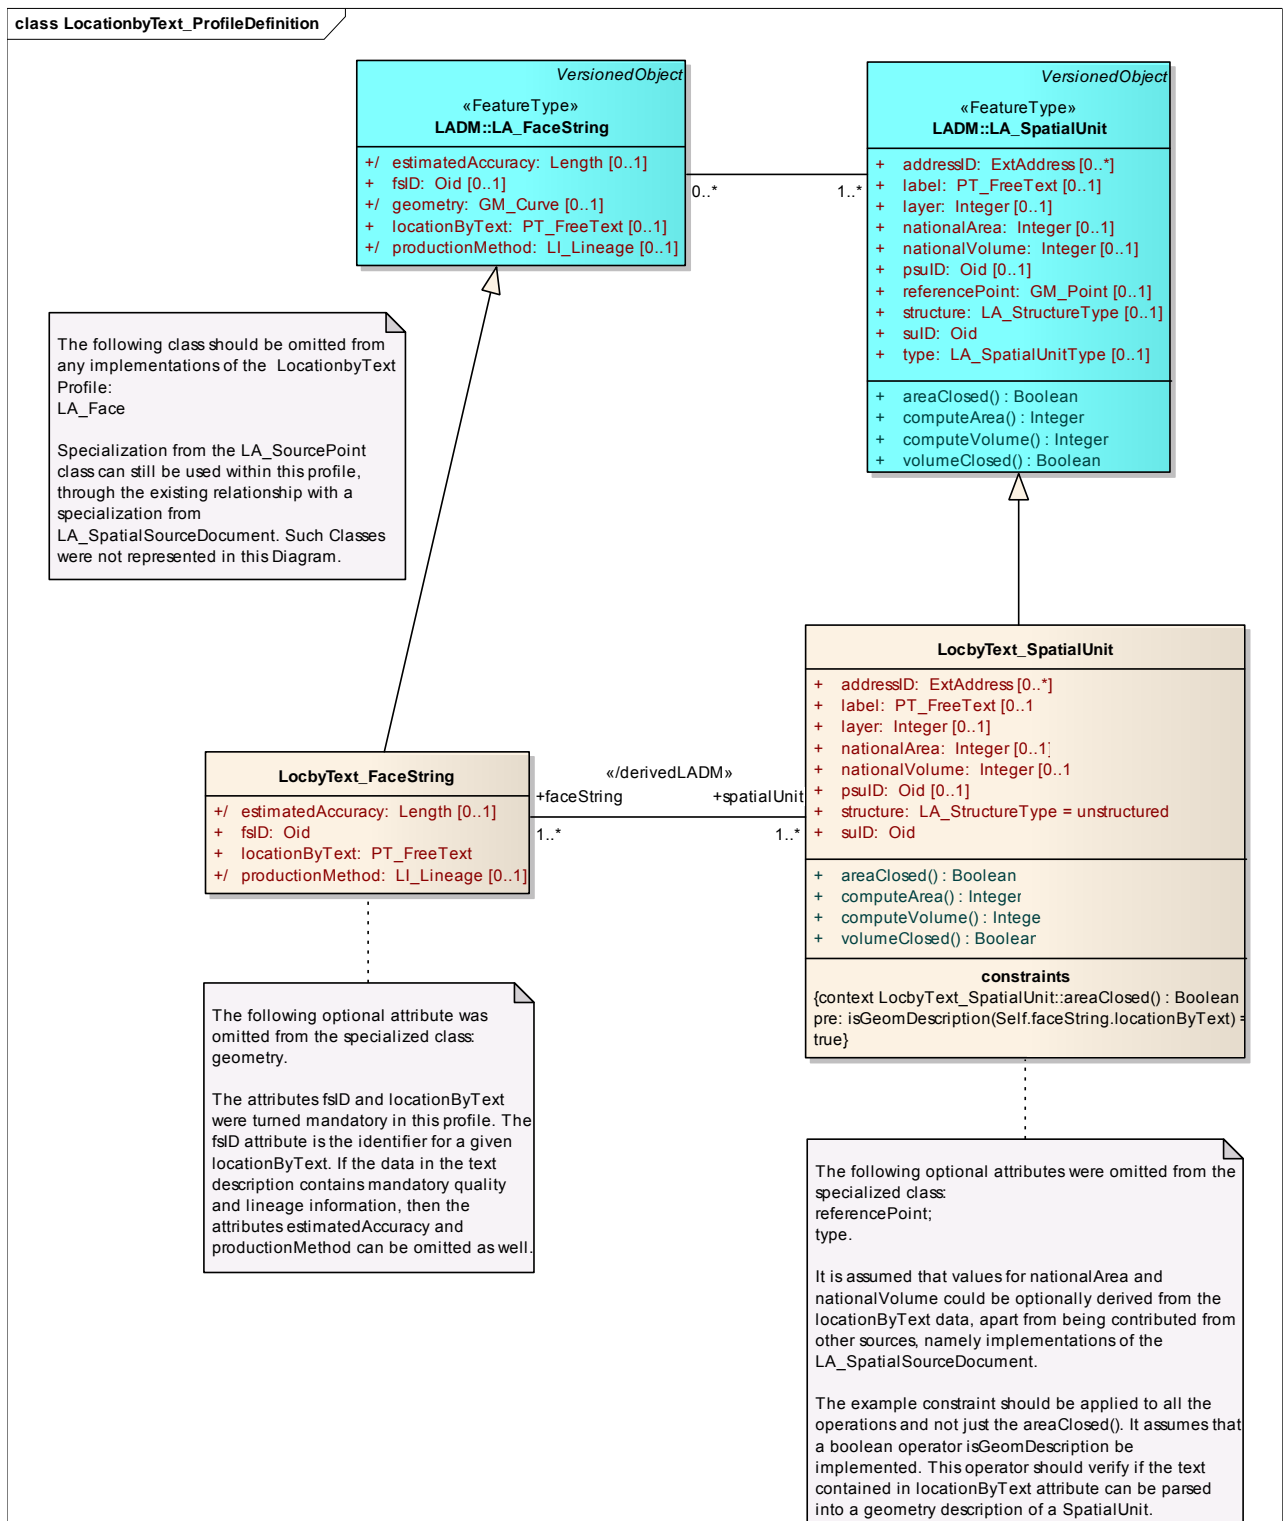 class LocationbyText_ProfileDefinition
VersionedObject
«FeatureType»
LADM::LA_FaceString
+/ estimatedAccuracy: Length [0..1]
+ fsID: Oid [0..1]
+/ geometry: GM_Curve [0..1]
+ locationByText: PT_FreeText [0..1]
+/ productionMethod: LI_Lineage [0..1]
0..*
1..*
VersionedObject
«FeatureType»
LADM::LA_SpatialUnit
+ addressID: ExtAddress [0..*]
+ label: PT_FreeText [0..1]
+ layer: Integer [0..1]
+ nationalArea: Integer [0..1]
+ nationalVolume: Integer [0..1]
+ psuID: Oid [0..1]
+ referencePoint: GM_Point [0..1]
+ structure: LA_StructureType [0..1]
+ suID: Oid
+ type: LA_SpatialUnitType [0..1]
+ areaClosed() : Boolean
+ computeArea() : Integer
+ computeVolume() : Integer
+ volumeClosed() : Boolean
The following class should be omitted from
any implementations of the LocationbyText
Profile:
LA_Face
Specialization from the LA_SourcePoint
class can still be used within this profile,
through the existing relationship with a
specialization from
LA_SpatialSourceDocument. Such Classes
were not represented in this Diagram.
LocbyText_FaceString
+/ estimatedAccuracy: Length [0..1]
+ fsID: Oid
+ locationByText: PT_FreeText
+/ productionMethod: LI_Lineage [0..1]
«/derivedLADM»
+faceString
+spatialUnit
1..*
1..*
LocbyText_SpatialUnit
+ addressID: ExtAddress [0..*]
+ label: PT_FreeText [0..1
+ layer: Integer [0..1]
+ nationalArea: Integer [0..1]
+ nationalVolume: Integer [0..1
+ psuID: Oid [0..1]
+ structure: LA_StructureType = unstructured
+ suID: Oid
+ areaClosed() : Boolean
+ computeArea() : Integer
+ computeVolume() : Intege
+ volumeClosed() : Boolean
constraints
{context LocbyText_SpatialUnit::areaClosed() : Boolean
pre: isGeomDescription(Self.faceString.locationByText) =
true}
The following optional attribute was
omitted from the specialized class:
geometry.
The attributes fsID and locationByText
were turned mandatory in this profile. The
fsID attribute is the identifier for a given
locationByText. If the data in the text
description contains mandatory quality
and lineage information, then the
attributes estimatedAccuracy and
productionMethod can be omitted as well.
The following optional attributes were omitted from the
specialized class:
referencePoint;
type.
It is assumed that values for nationalArea and
nationalVolume could be optionally derived from the
locationByText data, apart from being contributed from
other sources, namely implementations of the
LA_SpatialSourceDocument.
The example constraint should be applied to all the
operations and not just the areaClosed(). It assumes that
a boolean operator isGeomDescription be
implemented. This operator should verify if the text
contained in locationByText attribute can be parsed
into a geometry description of a SpatialUnit.